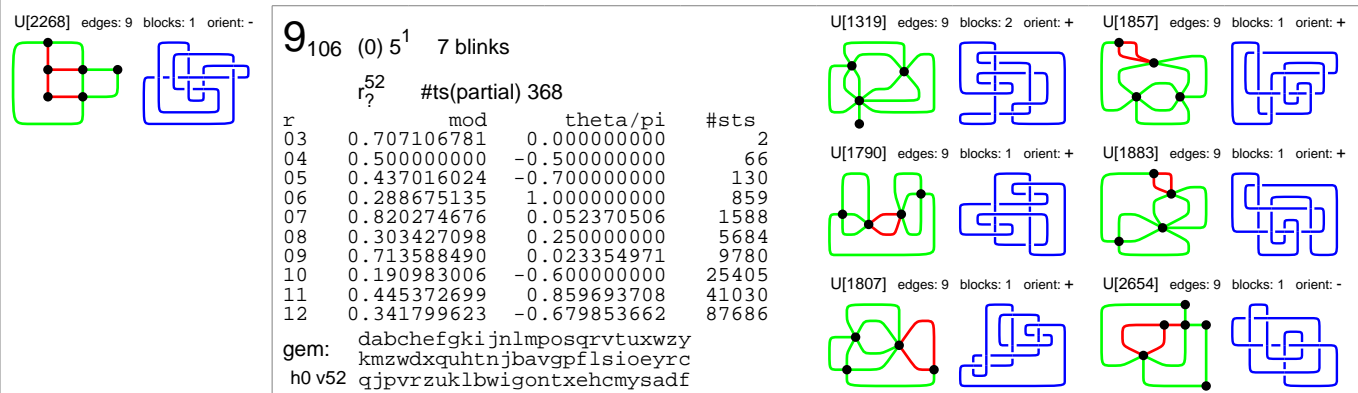 U[2268] edges: 9 blocks: 1 orient: -
9₁₀₆ (0) 5¹ 7 blinks
r?⁵² #ts(partial) 368
r mod theta/pi #sts
03 0.707106781 0.000000000 2
04 0.500000000 −0.500000000 66
05 0.437016024 −0.700000000 130
06 0.288675135 1.000000000 859
07 0.820274676 0.052370506 1588
08 0.303427098 0.250000000 5684
09 0.713588490 0.023354971 9780
10 0.190983006 −0.600000000 25405
11 0.445372699 0.859693708 41030
12 0.341799623 −0.679853662 87686
gem: dabchefgkijnlmposqrvtuxwzy
kmzwdxquhtnjbavgpflsioeyrc
h0 v52 qjpvrzuklbwigontxehcmysadf
U[1319] edges: 9 blocks: 2 orient: +
U[1857] edges: 9 blocks: 1 orient: +
U[1790] edges: 9 blocks: 1 orient: +
U[1883] edges: 9 blocks: 1 orient: +
U[1807] edges: 9 blocks: 1 orient: +
U[2654] edges: 9 blocks: 1 orient: -